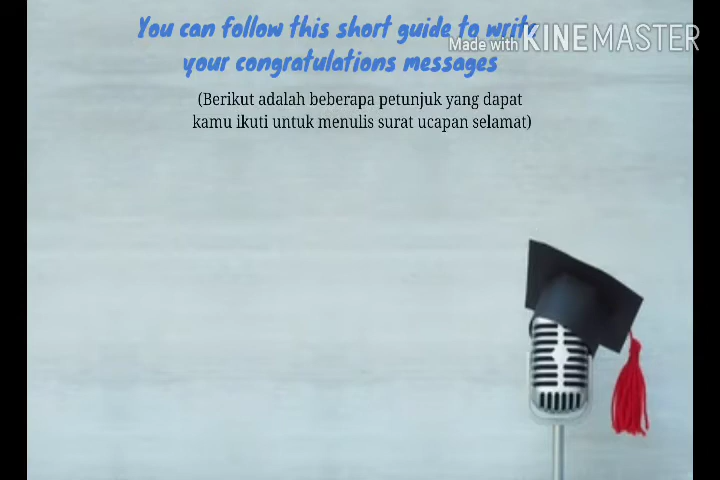 You can follow this short guide to write
Made with KINEMASTER
your congratulations messages
(Berikut adalah beberapa petunjuk yang dapat
kamu ikuti untuk menulis surat ucapan selamat)